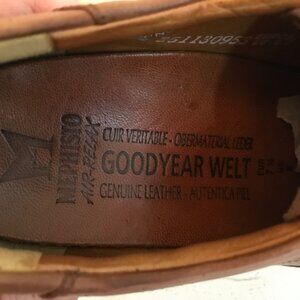 MEPHISTO
AIR-RELAX
CUIR VERITABLE - OBERMATERIAL LEDER
GOODYEAR WELT
GENUINE LEATHER - AUTENTICA PIEL